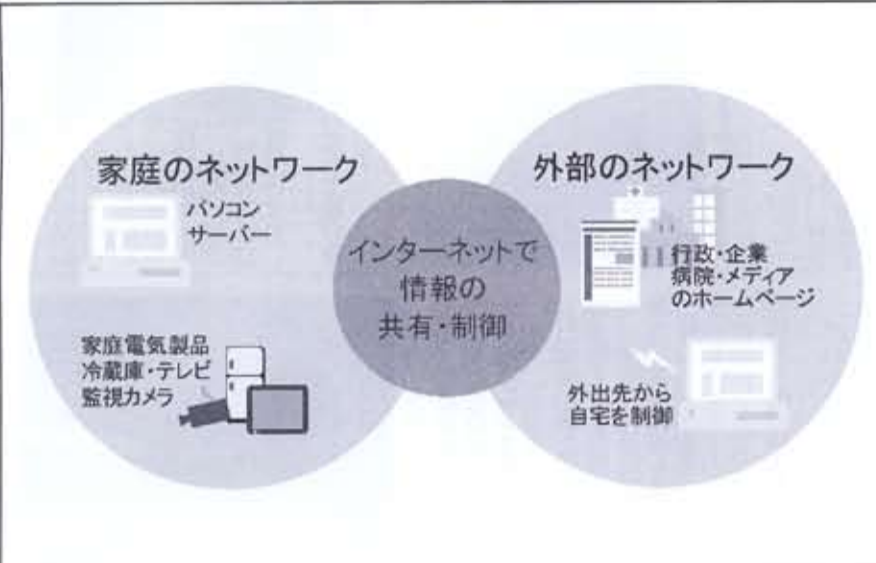 家庭のネットワーク
パソコン
サーバー
家庭電気製品
冷蔵庫・テレビ
監視カメラ
インターネットで
情報の
共有・制御
外部のネットワーク
行政・企業
病院・メディア
のホームページ
外出先から
自宅を制御